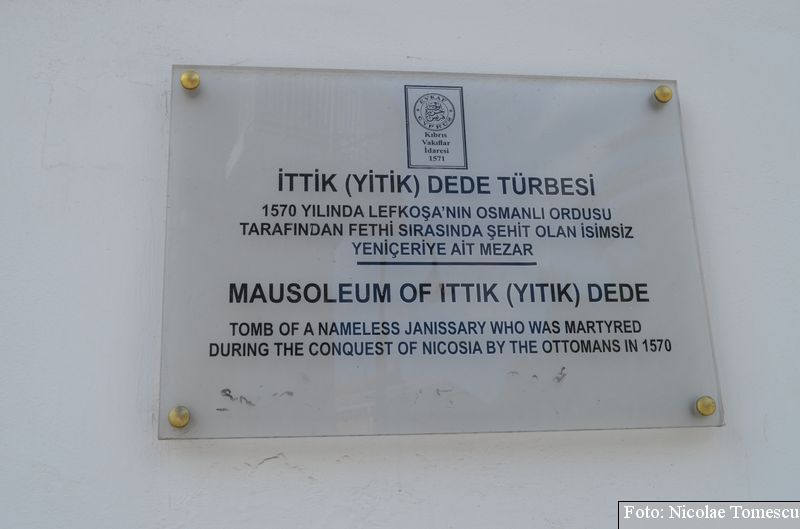 EVKAF
CYPRUS
Kıbrıs
Vakıflar
İdaresi
1571
İTTİK (YİTİK) DEDE TÜRBESİ
1570 YILINDA LEFKOŞA'NIN OSMANLI ORDUSU
TARAFINDAN FETHİ SIRASINDA ŞEHİT OLAN İSİMSİZ
YENİÇERİYE AİT MEZAR
MAUSOLEUM OF ITTIK (YITIK) DEDE
TOMB OF A NAMELESS JANISSARY WHO WAS MARTYRED
DURING THE CONQUEST OF NICOSIA BY THE OTTOMANS IN 1570
Foto: Nicolae Tomescu